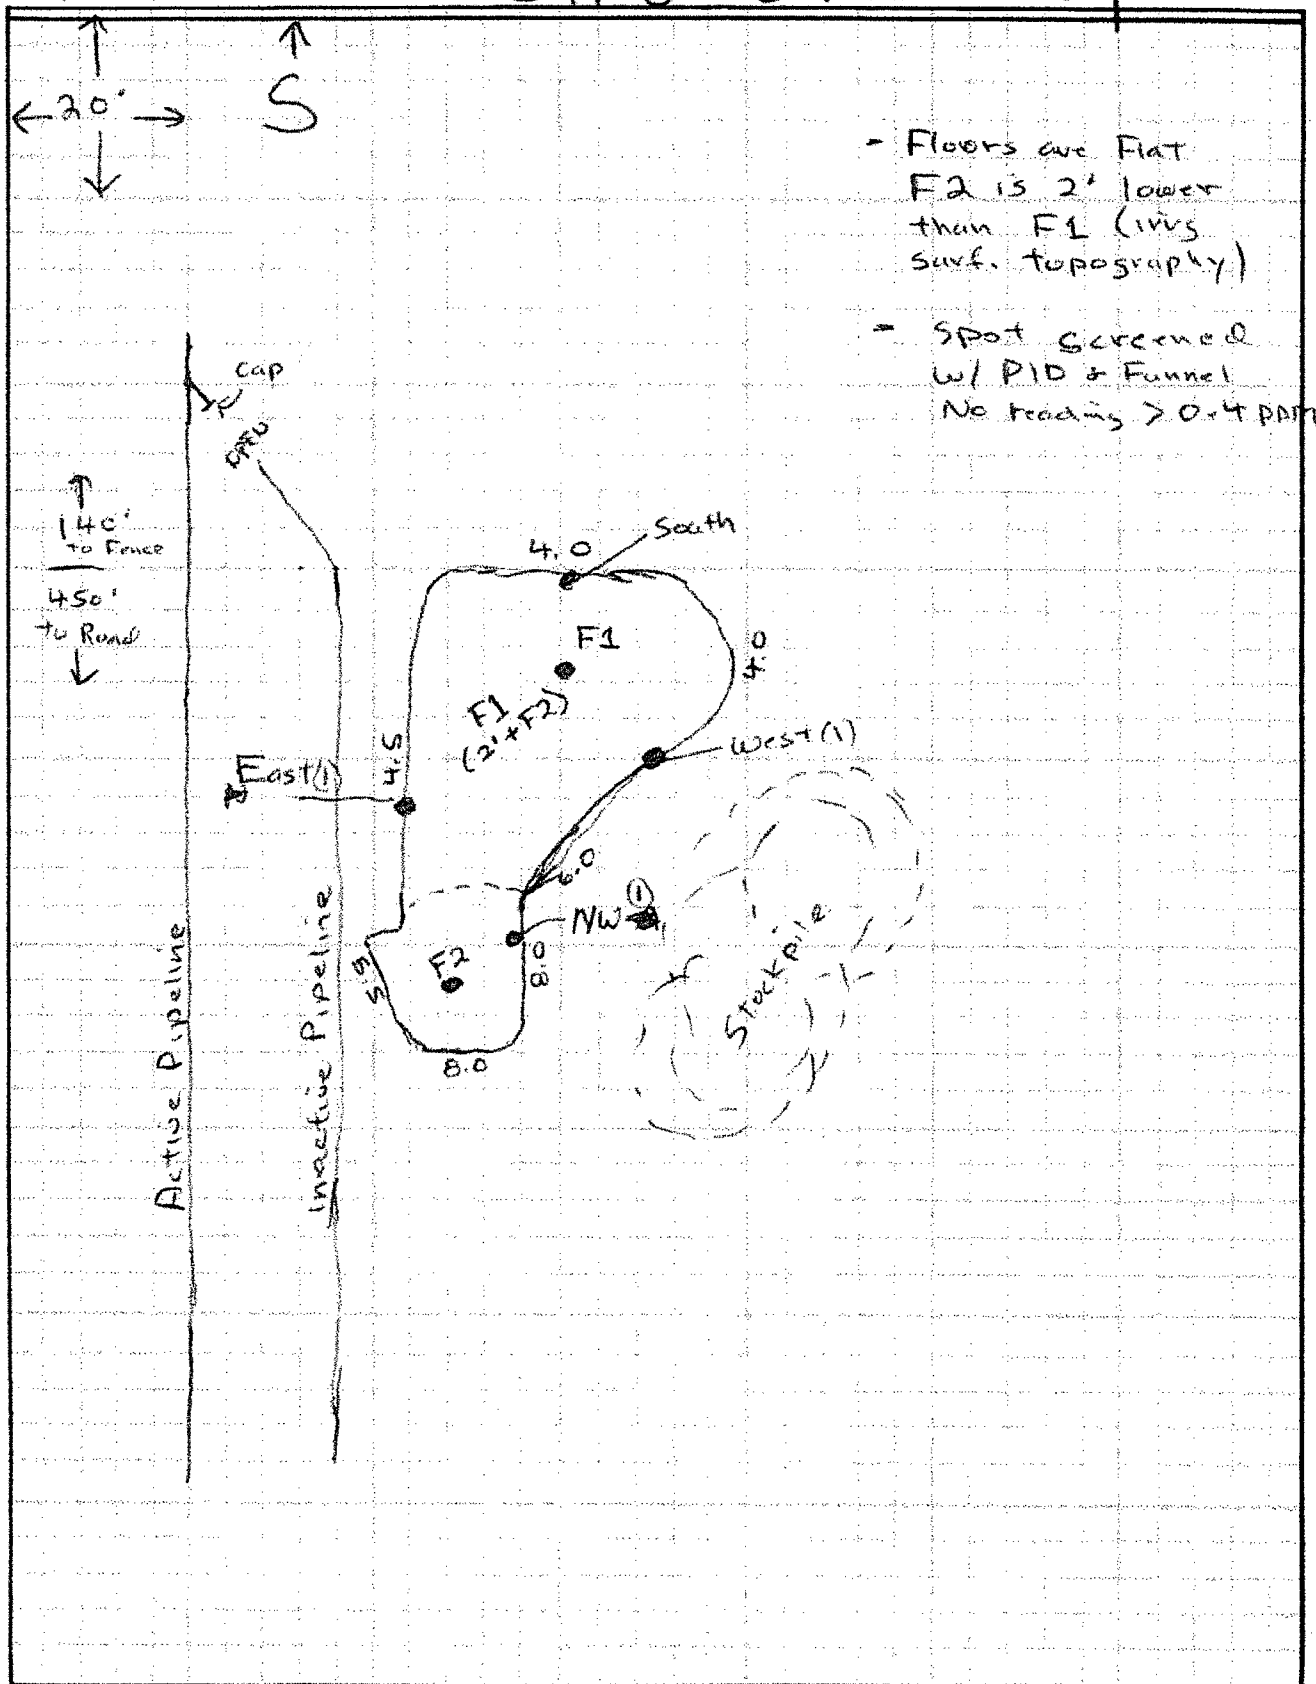 20'
S
- Floors are Flat
F2 is 2' lower
than F1 (irrg
surf. topography)
- Spot Screened
w/ PID & Funnel
No reading > 0.4 ppm
cap
140'
to Fence
450'
to Road
4.0
South
F1
4.0
F1
(2'+F2)
West(1)
4.5
East(1)
6.0
NW (1)
F2
5.5
8.0
8.0
Stockpile
Active Pipeline
Inactive Pipeline